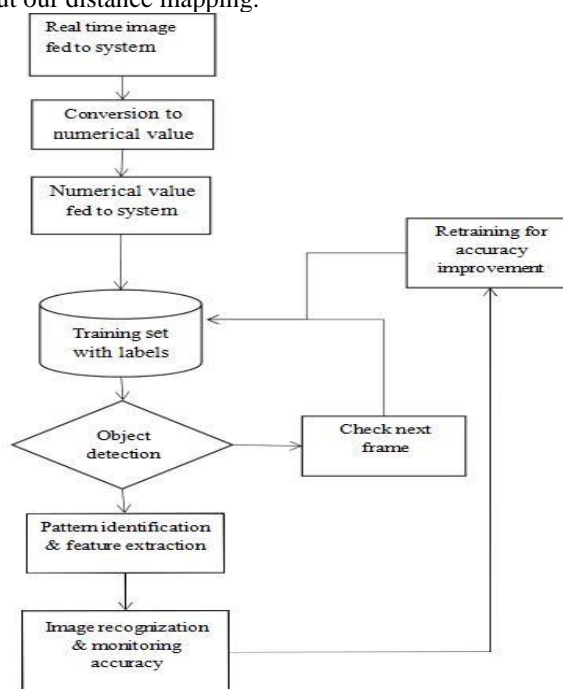 ut our distance mapping.
Real time image
fed to system
Conversion to
numerical value
Numerical value
fed to system
Retraining for
accuracy
improvement
Training set
with labels
Object
detection
Check next
frame
Pattern identification
& feature extraction
Image recognization
& monitoring
accuracy